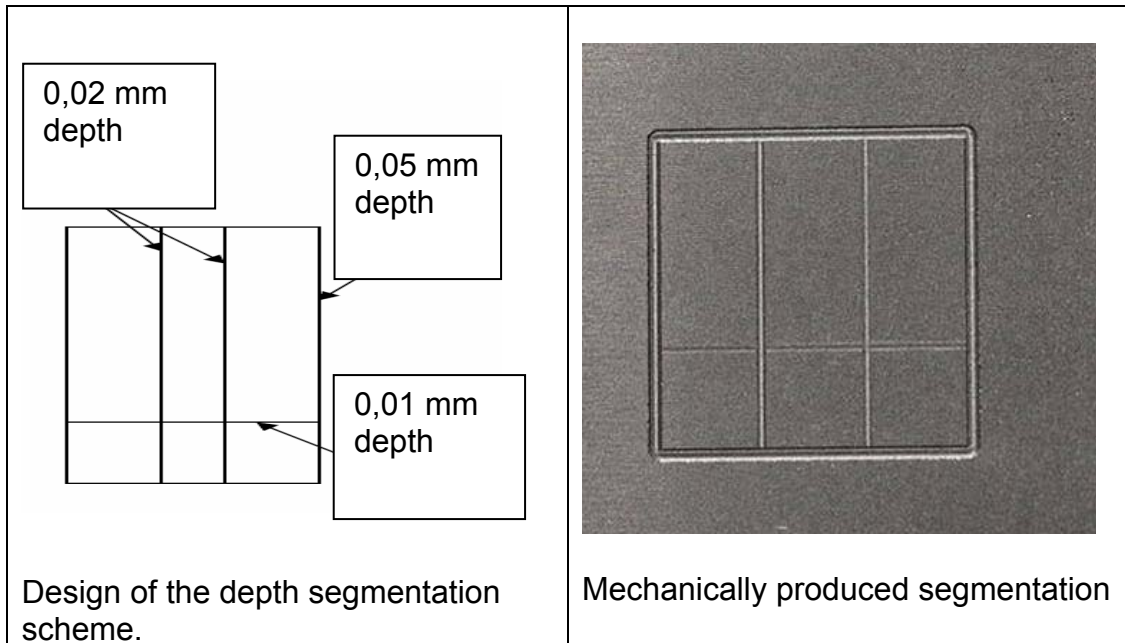 0,02 mm
depth
0,05 mm
depth
0,01 mm
depth
Design of the depth segmentation
scheme.
Mechanically produced segmentation